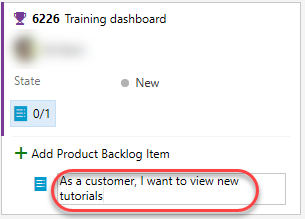 6226 Training dashboard
State
New
0/1
Add Product Backlog Item
As a customer, I want to view new
tutorials